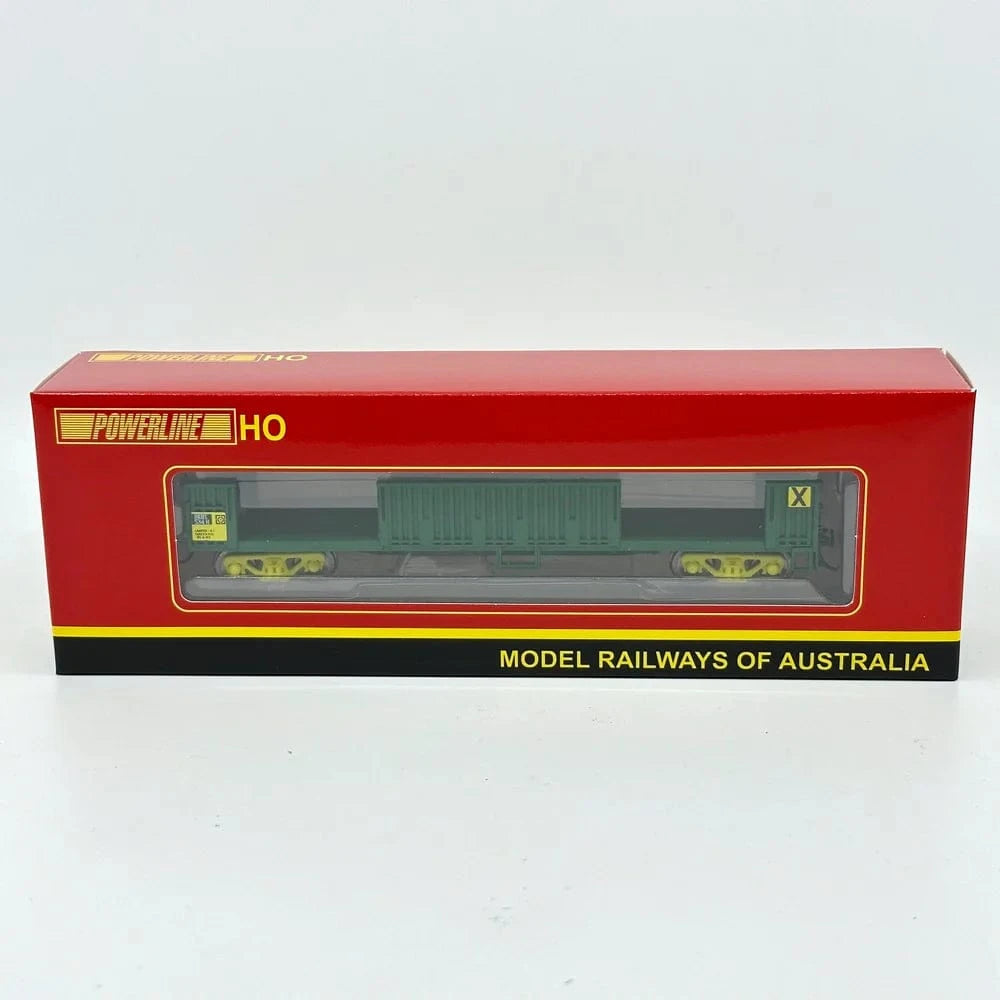 POWERLINE HO
POWERLINE HO
X
MODEL RAILWAYS OF AUSTRALIA